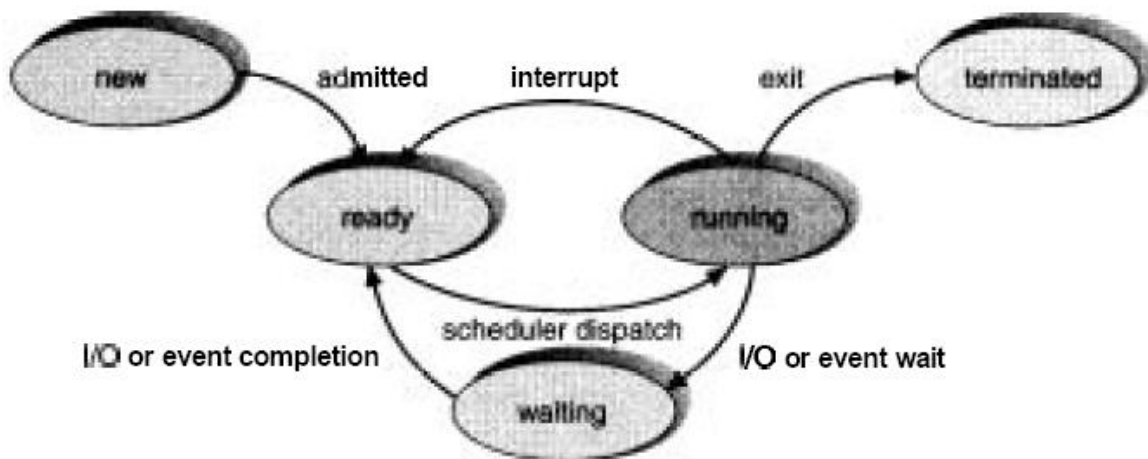 new
admitted
interrupt
exit
terminated
ready
running
scheduler dispatch
I/O or event completion
I/O or event wait
waiting